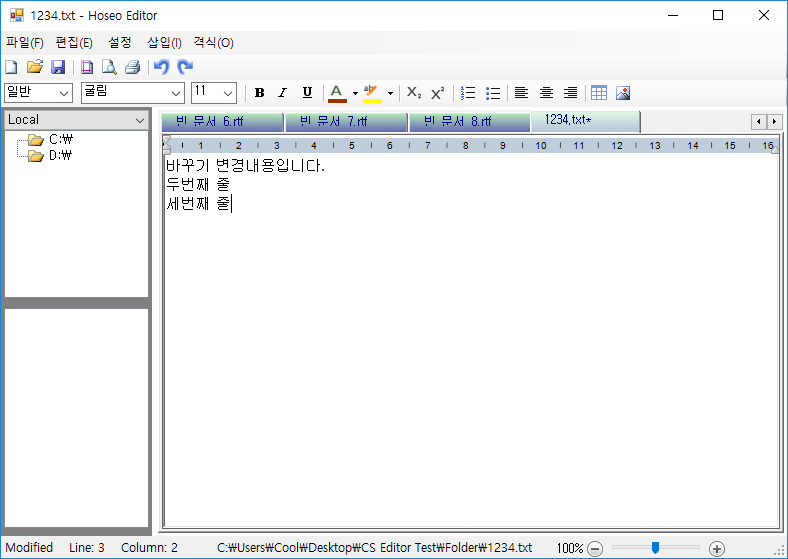 1234.txt - Hoseo Editor
파일(F) 편집(E) 설정 삽입(I) 격식(O)
일반 굴림 11 B I U A 가 X₂ X²
Local
C:₩
D:₩
빈 문서 6.rtf 빈 문서 7.rtf 빈 문서 8.rtf 1234.txt*
1 2 3 4 5 6 7 8 9 10 11 12 13 14 15 16
바꾸기 변경내용입니다.
두번째 줄
세번째 줄
Modified Line: 3 Column: 2 C:₩Users₩Cool₩Desktop₩CS Editor Test₩Folder₩1234.txt 100%